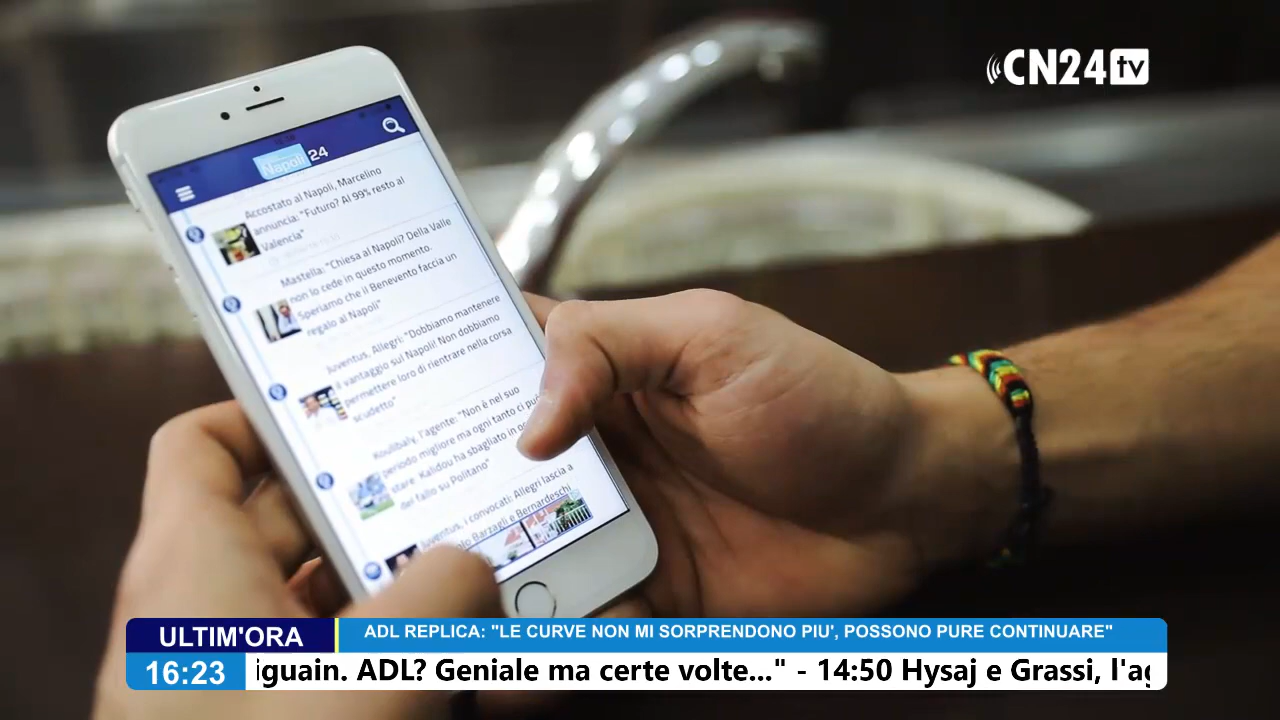 CN24 tv
Napoli 24
Accostato al Napoli, Marcelino
annuncia: "Futuro? Al 99% resto al
Valencia"
Mastella: "Chiesa al Napoli? Della Valle
non lo cede in questo momento.
Speriamo che il Benevento faccia un
regalo al Napoli"
Juventus, Allegri: "Dobbiamo mantenere
il vantaggio sul Napoli! Non dobbiamo
permettere loro di rientrare nella corsa
scudetto"
Koulibaly, l'agente: "Non è nel suo
periodo migliore ma ogni tanto ci può
stare. Kalidou ha sbagliato in
del fallo su Politano"
Juventus, i convocati: Allegri lascia a
Barzagli e Bernardeschi
ULTIM'ORA
ADL REPLICA: "LE CURVE NON MI SORPRENDONO PIU', POSSONO PURE CONTINUARE"
16:23
iguain. ADL? Geniale ma certe volte..." - 14:50 Hysaj e Grassi, l'ag